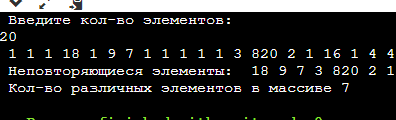 Введите кол-во элементов:
20
1 1 1 18 1 9 7 1 1 1 1 1 3 820 2 1 16 1 4 4
Неповторяющиеся элементы: 18 9 7 3 820 2 1
Кол-во различных элементов в массиве 7